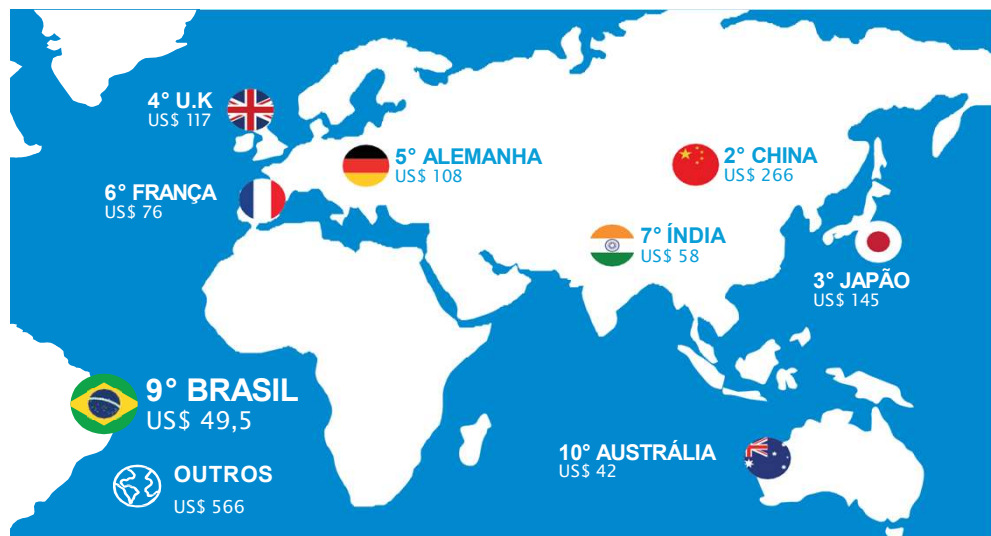 4° U.K
US$ 117
5° ALEMANHA
US$ 108
2° CHINA
US$ 266
6° FRANÇA
US$ 76
7° ÍNDIA
US$ 58
3° JAPÃO
US$ 145
9° BRASIL
US$ 49,5
10° AUSTRÁLIA
US$ 42
OUTROS
US$ 566